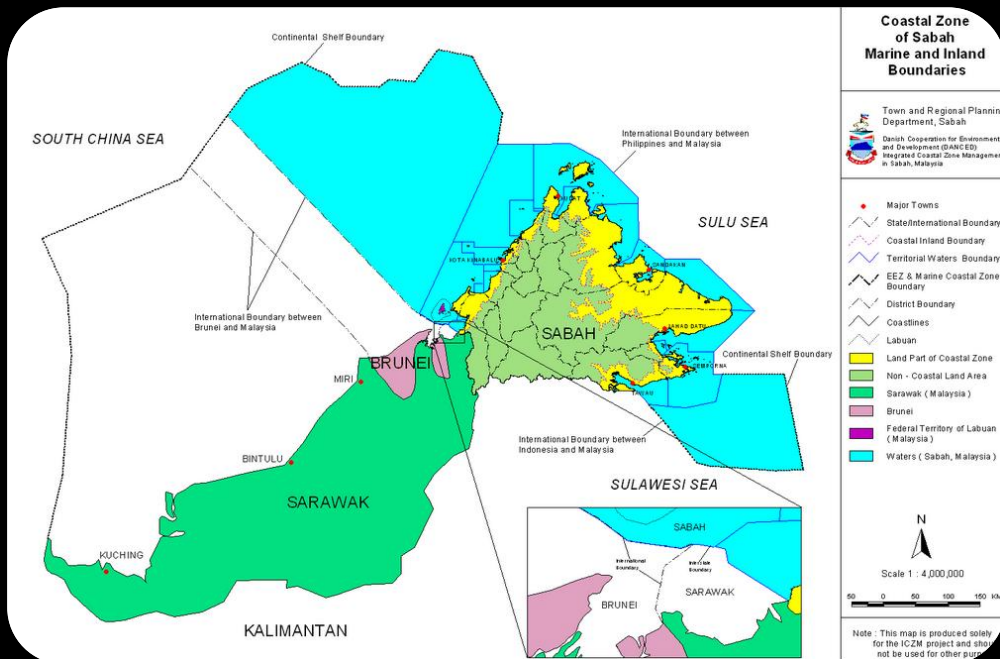 Coastal Zone
of Sabah
Marine and Inland
Boundaries
Town and Regional Plannin
Department, Sabah
Danish Cooperation for Environment
and Development (DANCED)
Integrated Coastal Zone Managemen
in Sabah, Malaysia
Major Towns
State/International Boundary
Coastal Inland Boundary
Territorial Waters Boundary
EEZ & Marine Coastal Zone
Boundary
District Boundary
Coastlines
Labuan
Land Part of Coastal Zone
Non - Coastal Land Area
Sarawak ( Malaysia )
Brunei
Federal Territory of Labuan
( Malaysia )
Waters ( Sabah, Malaysia )
N
Scale 1 : 4,000,000
50 0 50 100 150 KM
Note : This map is produced solely
for the ICZM project and shou
not be used for other purp
Continental Shelf Boundary
SOUTH CHINA SEA
International Boundary between
Philippines and Malaysia
SULU SEA
KOTA KINABALU
SANDAKAN
LAHAD DATU
SABAH
International Boundary between
Brunei and Malaysia
Continental Shelf Boundary
SEMPORNA
TAWAU
BRUNEI
MIRI
International Boundary between
Indonesia and Malaysia
BINTULU
SULAWESI SEA
SARAWAK
KUCHING
KALIMANTAN
SABAH
International
Boundary
Interstate
Boundary
SARAWAK
BRUNEI